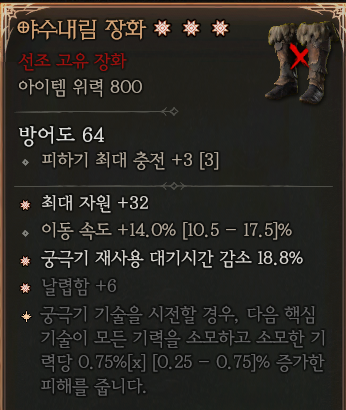 야수내림 장화
선조 고유 장화
아이템 위력 800
방어도 64
피하기 최대 충전 +3 [3]
최대 자원 +32
이동 속도 +14.0% [10.5 - 17.5]%
궁극기 재사용 대기시간 감소 18.8%
날렵함 +6
궁극기 기술을 시전할 경우, 다음 핵심
기술이 모든 기력을 소모하고 소모한 기
력당 0.75%[x] [0.25 - 0.75]% 증가한
피해를 줍니다.